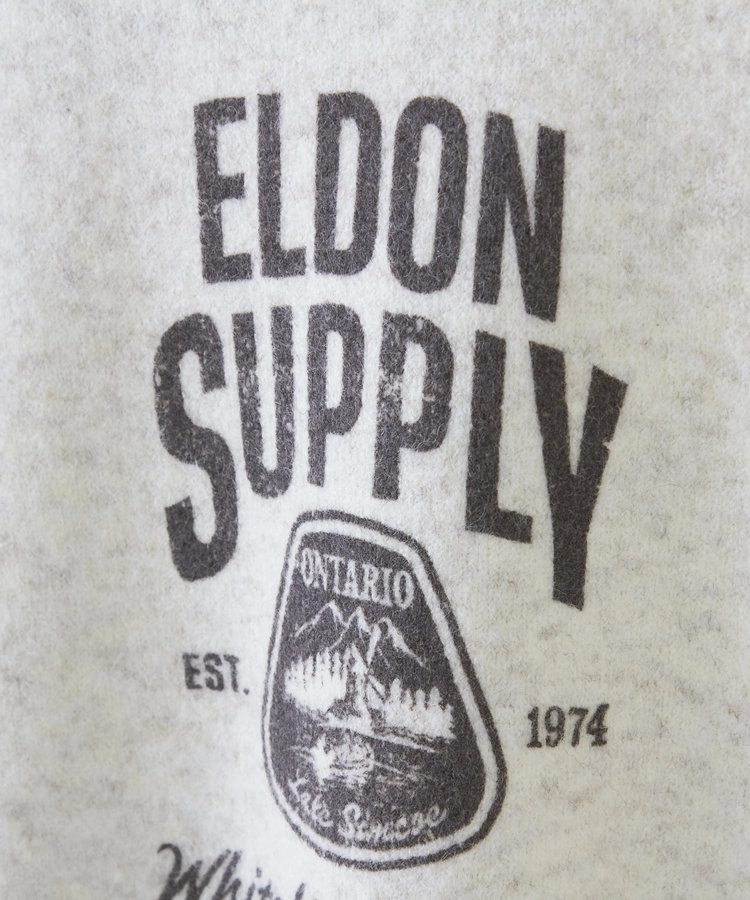 ELDON
SUPPLY
ONTARIO
EST.
1974
Lake Simcoe